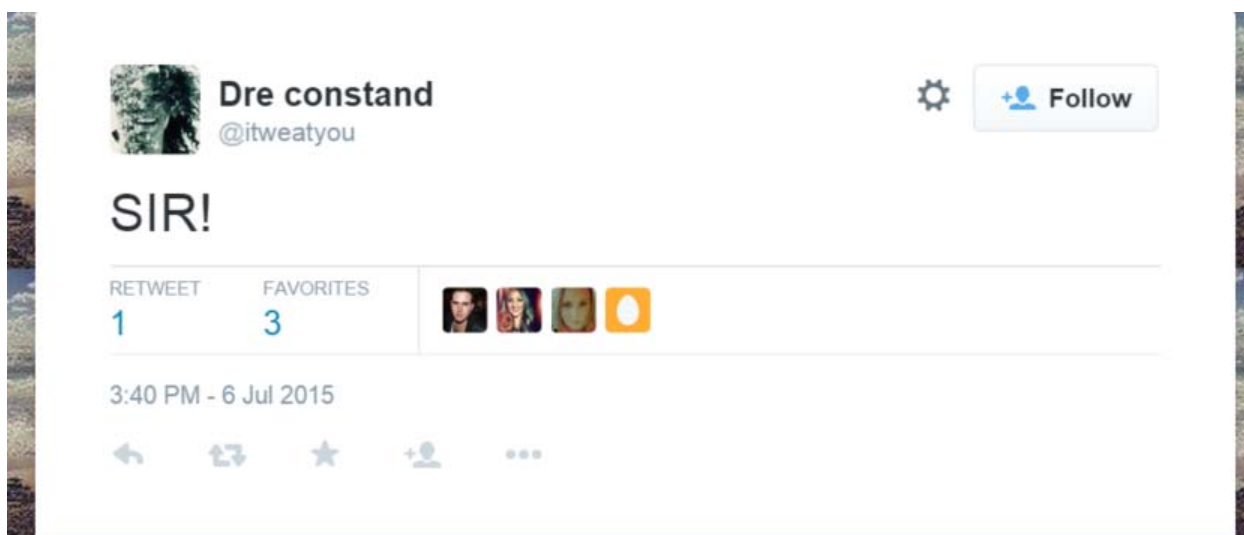 Dre constand
@itweatyou
Follow
SIR!
RETWEET FAVORITES
1 3
3:40 PM - 6 Jul 2015